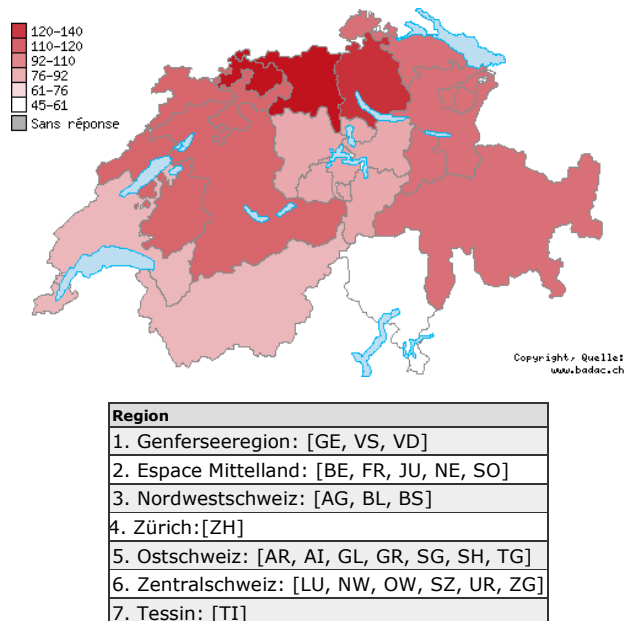 120-140
110-120
92-110
76-92
61-76
45-61
Sans réponse
Copyright, Quelle:
www.badac.ch
Region
1. Genferseeregion: [GE, VS, VD]
2. Espace Mittelland: [BE, FR, JU, NE, SO]
3. Nordwestschweiz: [AG, BL, BS]
4. Zürich:[ZH]
5. Ostschweiz: [AR, AI, GL, GR, SG, SH, TG]
6. Zentralschweiz: [LU, NW, OW, SZ, UR, ZG]
7. Tessin: [TI]